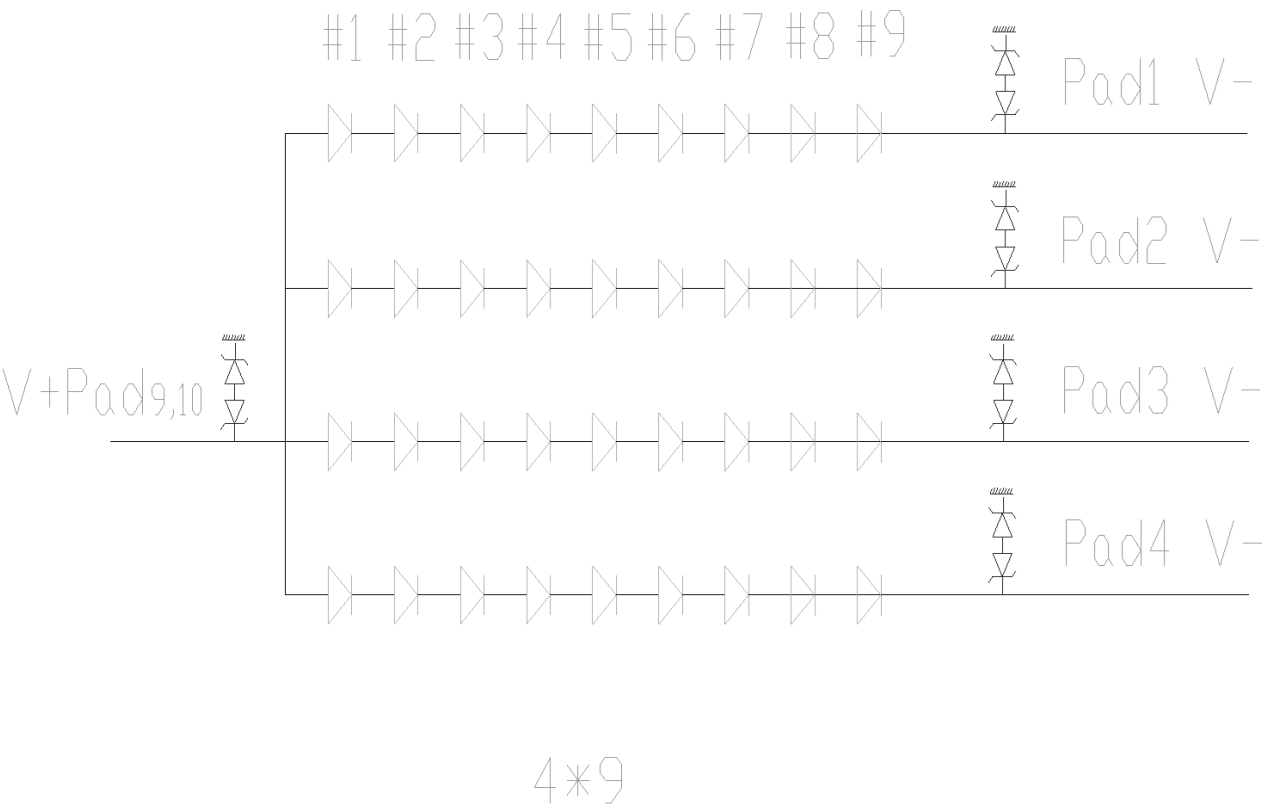 #1 #2 #3 #4 #5 #6 #7 #8 #9
Pad1 V-
Pad2 V-
V+Pad9,10
Pad3 V-
Pad4 V-
4*9